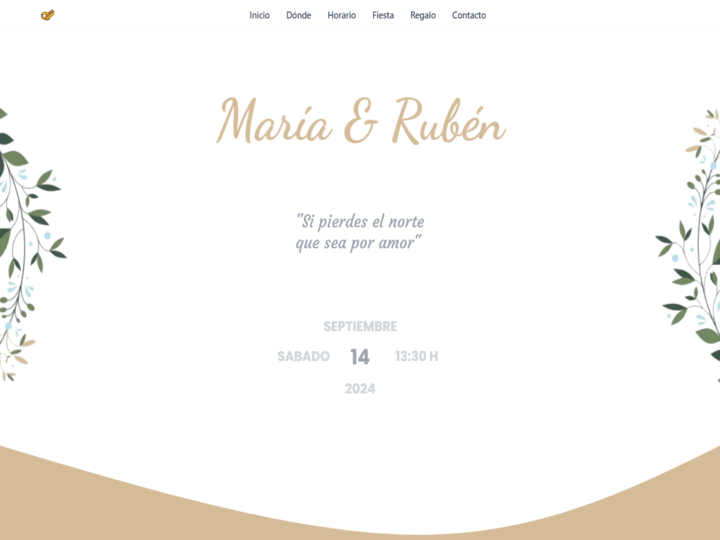 Inicio Dónde Horario Fiesta Regalo Contacto
María & Rubén
"Si pierdes el norte
que sea por amor"
SEPTIEMBRE
SABADO 14 13:30 H
2024